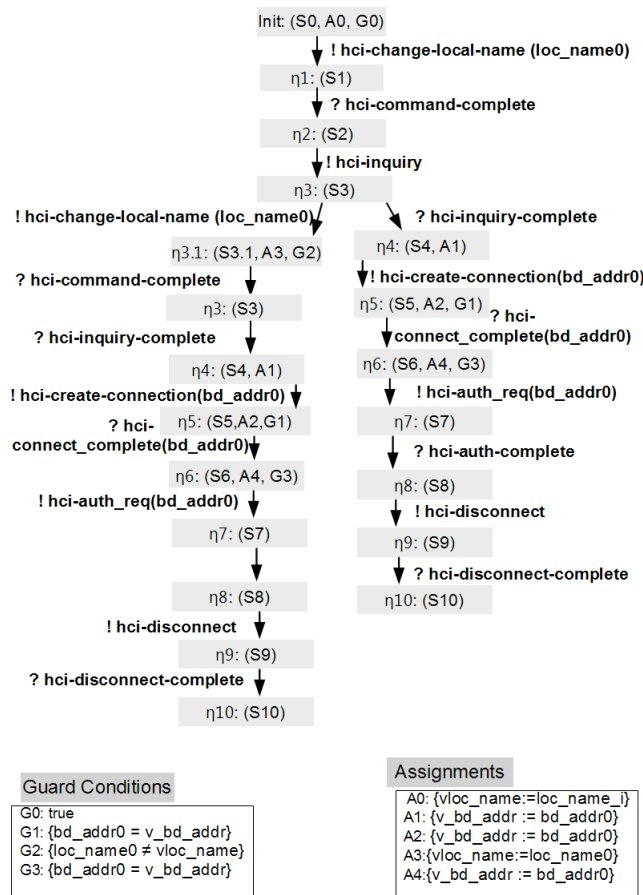 Init: (S0, A0, G0)
! hci-change-local-name (loc_name0)
η1: (S1)
? hci-command-complete
η2: (S2)
! hci-inquiry
η3: (S3)
! hci-change-local-name (loc_name0)
η3.1: (S3.1, A3, G2)
? hci-command-complete
η3: (S3)
? hci-inquiry-complete
η4: (S4, A1)
! hci-create-connection(bd_addr0)
η5: (S5,A2,G1)
? hci-
connect_complete(bd_addr0)
η6: (S6, A4, G3)
! hci-auth_req(bd_addr0)
η7: (S7)
η8: (S8)
! hci-disconnect
η9: (S9)
? hci-disconnect-complete
η10: (S10)
? hci-inquiry-complete
η4: (S4, A1)
! hci-create-connection(bd_addr0)
η5: (S5, A2, G1)
? hci-
connect_complete(bd_addr0)
η6: (S6, A4, G3)
! hci-auth_req(bd_addr0)
η7: (S7)
? hci-auth-complete
η8: (S8)
! hci-disconnect
η9: (S9)
? hci-disconnect-complete
η10: (S10)
Guard Conditions
G0: true
G1: {bd_addr0 = v_bd_addr}
G2: {loc_name0 ≠ vloc_name}
G3: {bd_addr0 = v_bd_addr}
Assignments
A0: {vloc_name:=loc_name_i}
A1: {v_bd_addr := bd_addr0}
A2: {v_bd_addr := bd_addr0}
A3:{vloc_name:=loc_name0}
A4:{v_bd_addr := bd_addr0}